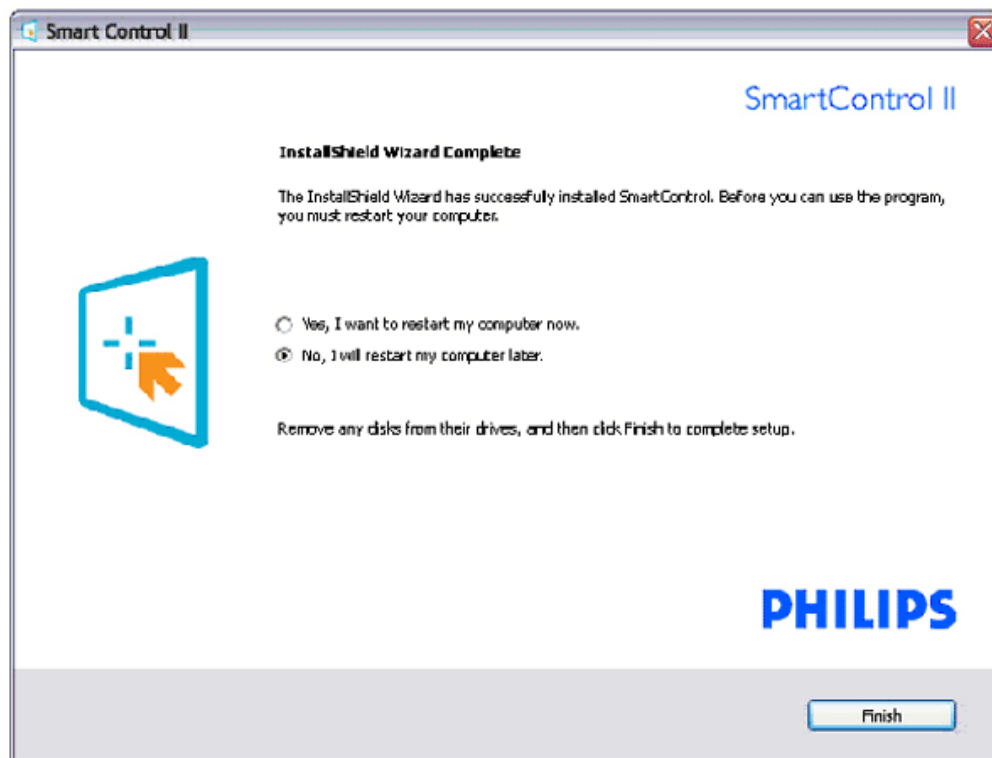 Smart Control II
SmartControl II
InstallShield Wizard Complete
The InstallShield Wizard has successfully installed SmartControl. Before you can use the program,
you must restart your computer.
Yes, I want to restart my computer now.
No, I will restart my computer later.
Remove any disks from their drives, and then click Finish to complete setup.
PHILIPS
Finish